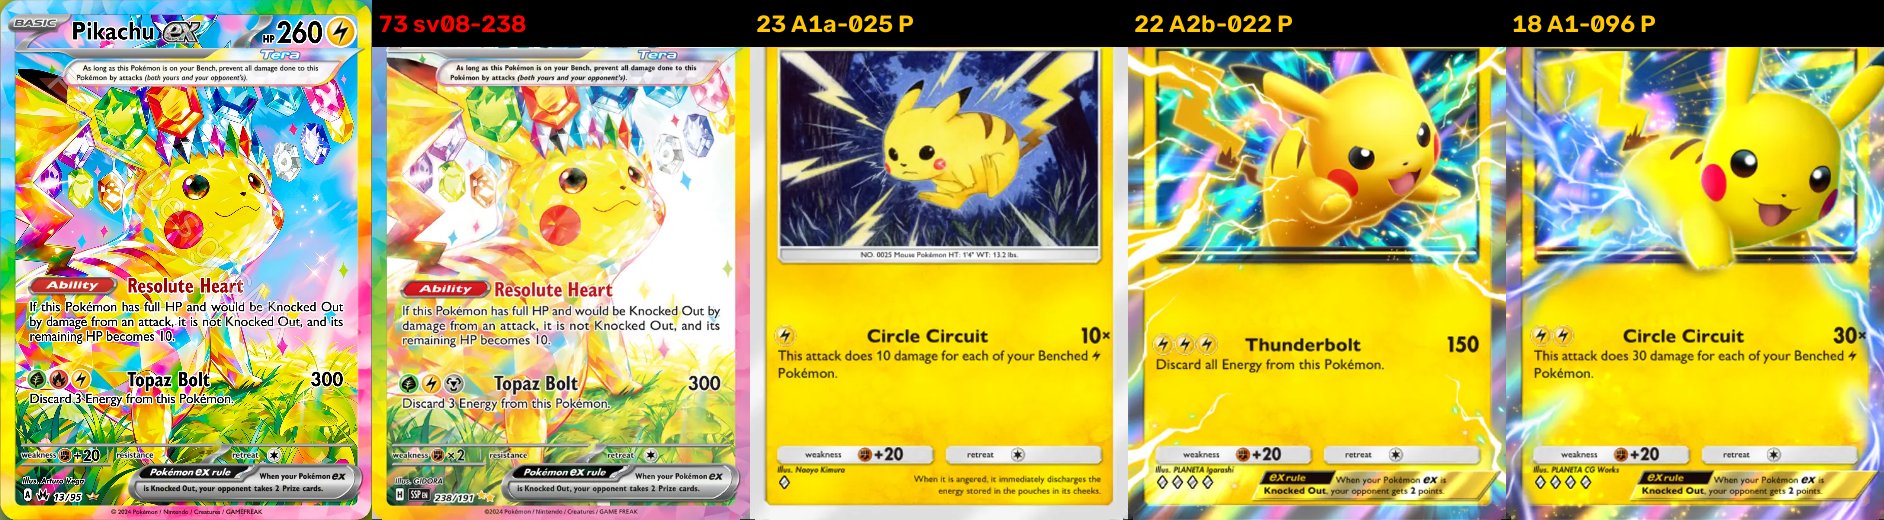 BASIC
Pikachu ex
HP 260
Tera
As long as this Pokémon is on your Bench, prevent all damage done to this
Pokémon by attacks (both yours and your opponent's).
Ability Resolute Heart
If this Pokémon has full HP and would be Knocked Out
by damage from an attack, it is not Knocked Out, and its
remaining HP becomes 10.
Topaz Bolt 300
Discard 3 Energy from this Pokémon.
weakness +20 resistance retreat
Pokémon ex rule When your Pokémon ex
is Knocked Out, your opponent takes 2 Prize cards.
A 13/95
© 2024 Pokémon / Nintendo / Creatures / GAMEFREAK
73 sv08-238
Tera
As long as this Pokémon is on your Bench, prevent all damage done to this
Pokémon by attacks (both yours and your opponent's).
Ability Resolute Heart
If this Pokémon has full HP and would be Knocked Out by
damage from an attack, it is not Knocked Out, and its
remaining HP becomes 10.
Topaz Bolt 300
Discard 3 Energy from this Pokémon.
weakness ×2 resistance retreat
Pokémon ex rule When your Pokémon ex
is Knocked Out, your opponent takes 2 Prize cards.
Illus. GIDORA
H SSP EN 238/191
©2024 Pokémon / Nintendo / Creatures / GAME FREAK
23 A1a-025 P
NO. 0025 Mouse Pokémon HT: 1'4" WT: 13.2 lbs.
Circle Circuit 10×
This attack does 10 damage for each of your Benched
Pokémon.
weakness +20 retreat
Illus. Naoyo Kimura
When it is angered, it immediately discharges the
energy stored in the pouches in its cheeks.
22 A2b-022 P
Thunderbolt 150
Discard all Energy from this Pokémon.
weakness +20 retreat
Illus. PLANETA Igarashi
ex rule When your Pokémon ex is
Knocked Out, your opponent gets 2 points.
18 A1-096 P
Circle Circuit 30×
This attack does 30 damage for each of your Benched
Pokémon.
weakness +20 retreat
Illus. PLANETA CG Works
ex rule When your Pokémon ex is
Knocked Out, your opponent gets 2 points.